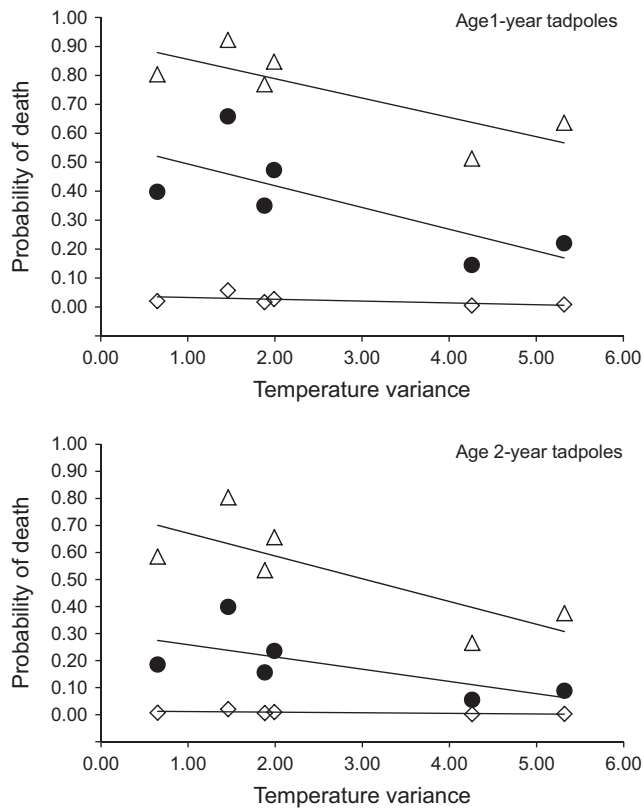 1.00
Age1-year tadpoles
0.90
0.80
0.70
0.60
0.50
0.40
0.30
0.20
0.10
0.00
Probability of death
0.00 1.00 2.00 3.00 4.00 5.00 6.00
Temperature variance
1.00
Age 2-year tadpoles
0.90
0.80
0.70
0.60
0.50
0.40
0.30
0.20
0.10
0.00
Probability of death
0.00 1.00 2.00 3.00 4.00 5.00 6.00
Temperature variance